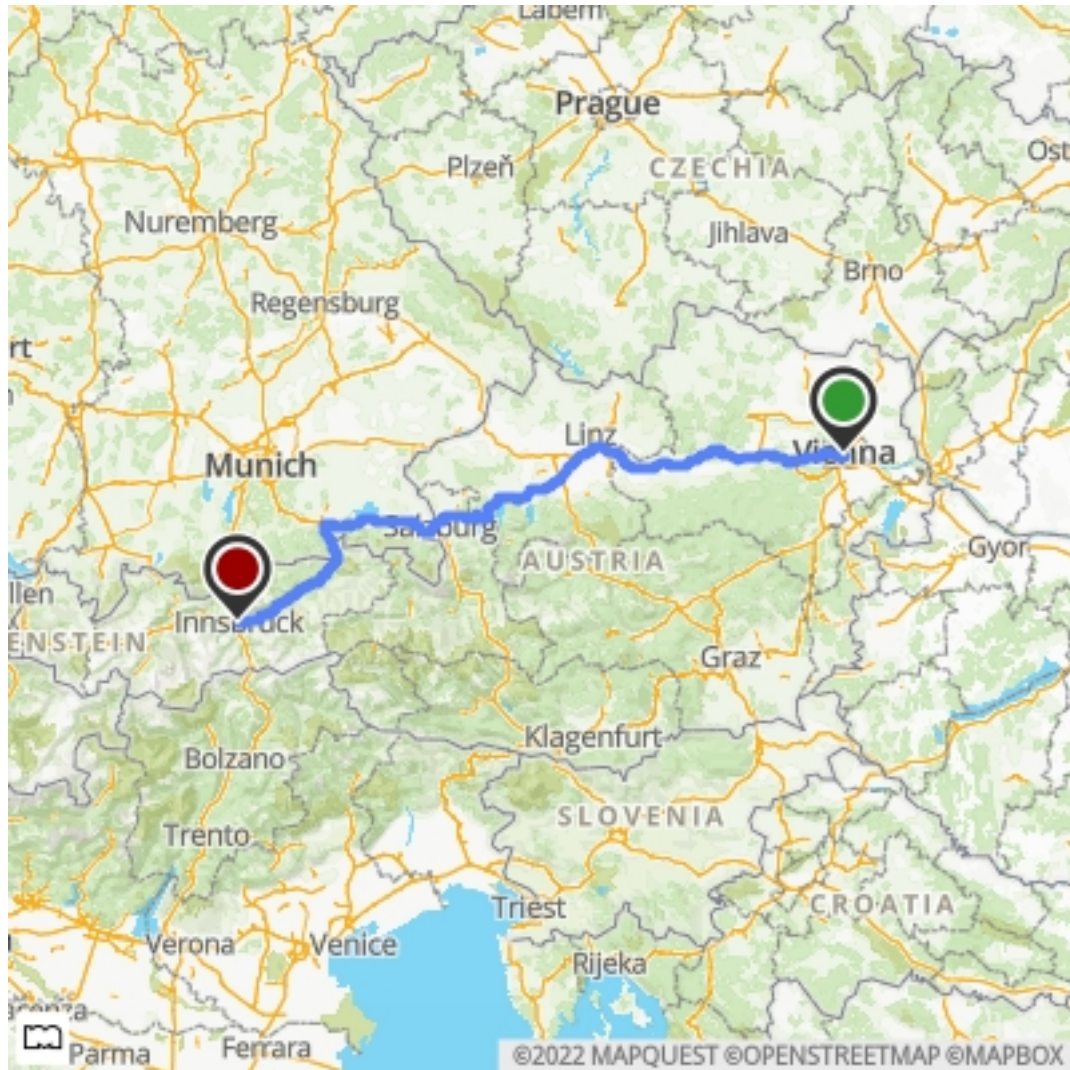 Labem
Prague
Plzeň
CZECHIA
Ost
Nuremberg
Jihlava
Brno
Regensburg
rt
Linz
Vienna
Munich
Salzburg
Gyor
AUSTRIA
llen
Innsbruck
ENSTEIN
Graz
Klagenfurt
Bolzano
SLOVENIA
Trento
CROATIA
Triest
Verona
Venice
Rijeka
Parma
Ferrara
©2022 MAPQUEST ©OPENSTREETMAP ©MAPBOX